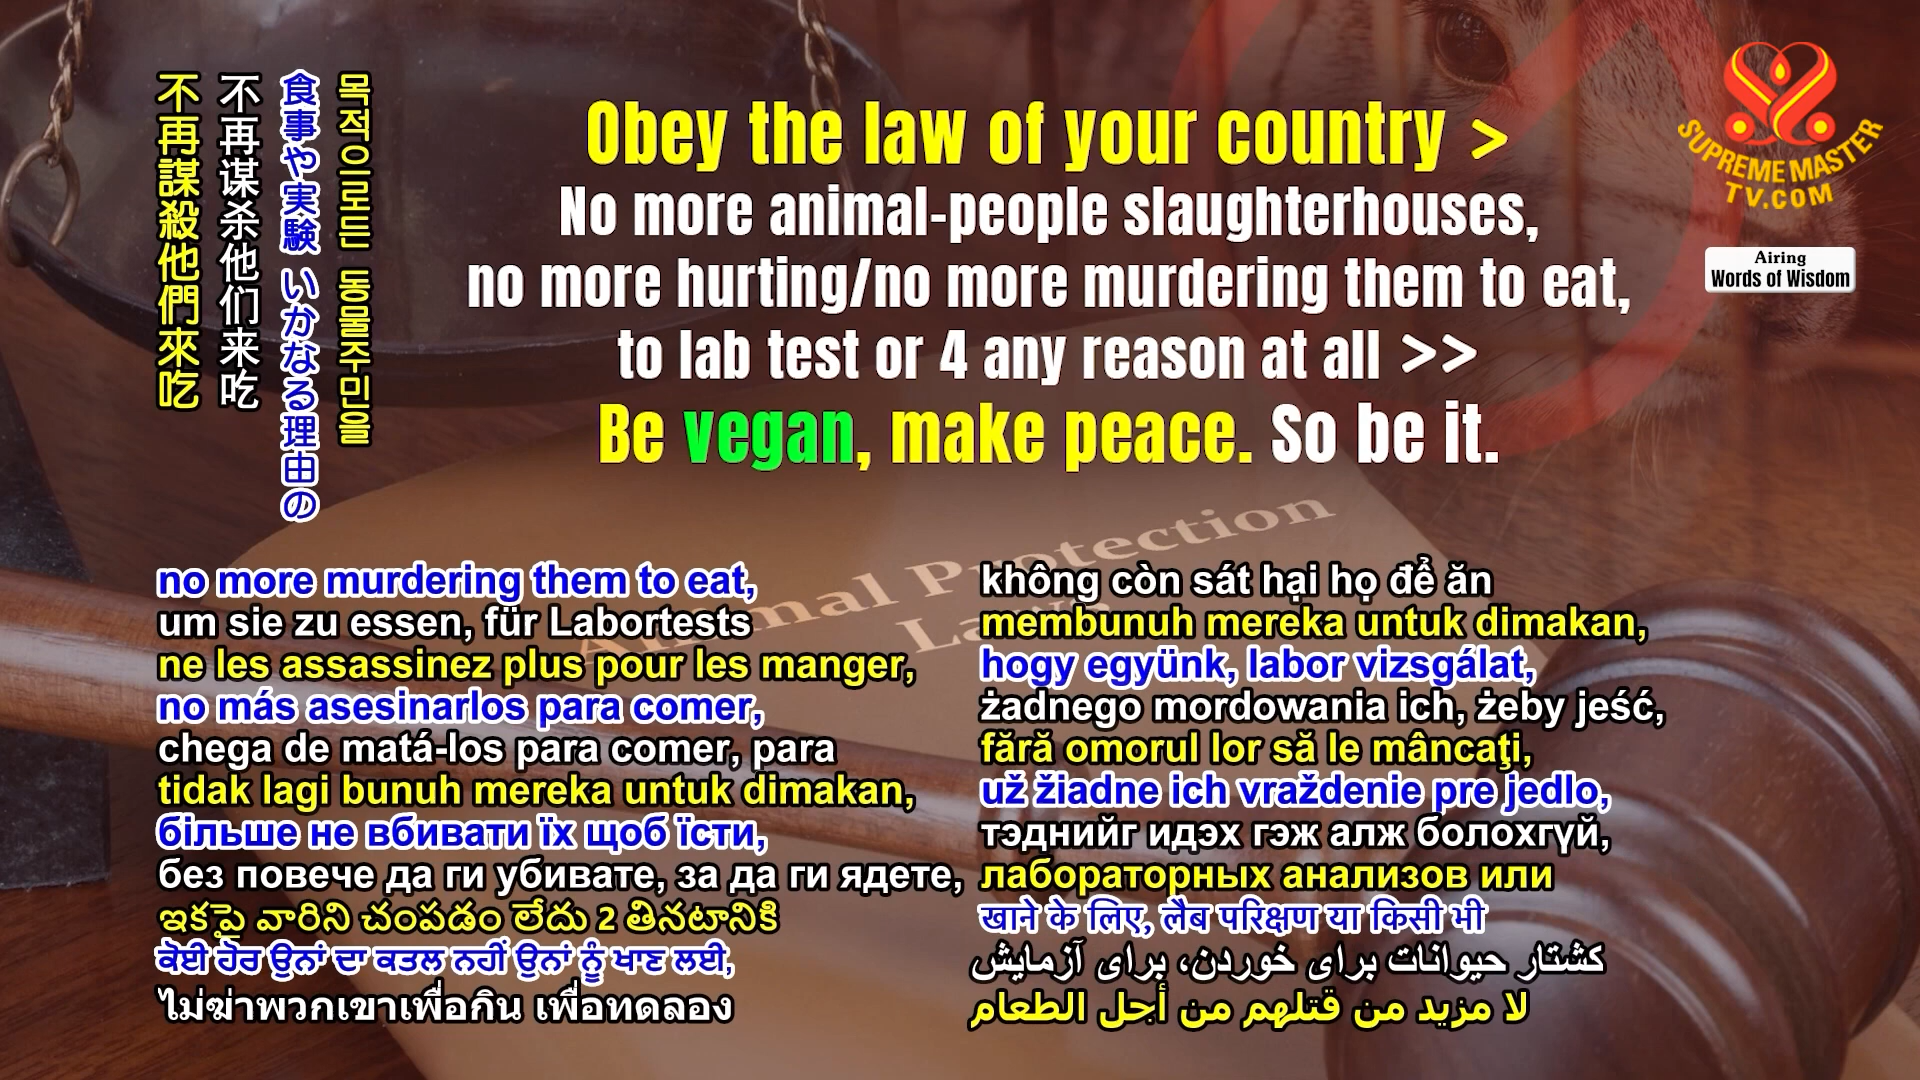 不再謀殺他們來吃
不再谋杀他们来吃
食事や実験 いかなる理由の
목적으로든 동물주민을
Obey the law of your country >
No more animal-people slaughterhouses,
no more hurting/no more murdering them to eat,
to lab test or 4 any reason at all >>
Be vegan, make peace. So be it.
SUPREME MASTER
TV.COM
Airing
Words of Wisdom
Animal Protection
Laws
no more murdering them to eat,
um sie zu essen, für Labortests
ne les assassinez plus pour les manger,
no más asesinarlos para comer,
chega de matá-los para comer, para
tidak lagi bunuh mereka untuk dimakan,
більше не вбивати їх щоб їсти,
без повече да ги убивате, за да ги ядете,
ఇకపై వారిని చంపడం లేదు 2 తినటానికి
ਕੋਈ ਹੋਰ ਉਨਾਂ ਦਾ ਕਤਲ ਨਹੀਂ ਉਨਾਂ ਨੂੰ ਖਾਣ ਲਈ,
ไม่ฆ่าพวกเขาเพื่อกิน เพื่อทดลอง
không còn sát hại họ để ăn
membunuh mereka untuk dimakan,
hogy együnk, labor vizsgálat,
żadnego mordowania ich, żeby jeść,
fără omorul lor să le mâncaţi,
už žiadne ich vraždenie pre jedlo,
тэднийг идэх гэж алж болохгүй,
лабораторных анализов или
खाने के लिए, लैब परिक्षण या किसी भी
کشتار حیوانات برای خوردن، برای آزمایش
لا مزيد من قتلهم من أجل الطعام